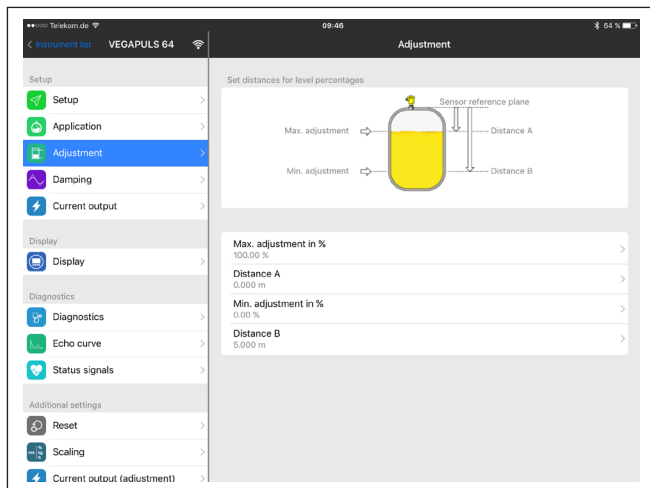 Telekom.de 09:46 64 %
Instrument list VEGAPULS 64 Adjustment
Setup
Setup
Application
Adjustment
Damping
Current output
Display
Display
Diagnostics
Diagnostics
Echo curve
Status signals
Additional settings
Reset
Scaling
Current output (adjustment)
Set distances for level percentages
Sensor reference plane
Max. adjustment Distance A
Min. adjustment Distance B
Max. adjustment in %
100.00 %
Distance A
0.000 m
Min. adjustment in %
0.00 %
Distance B
5.000 m